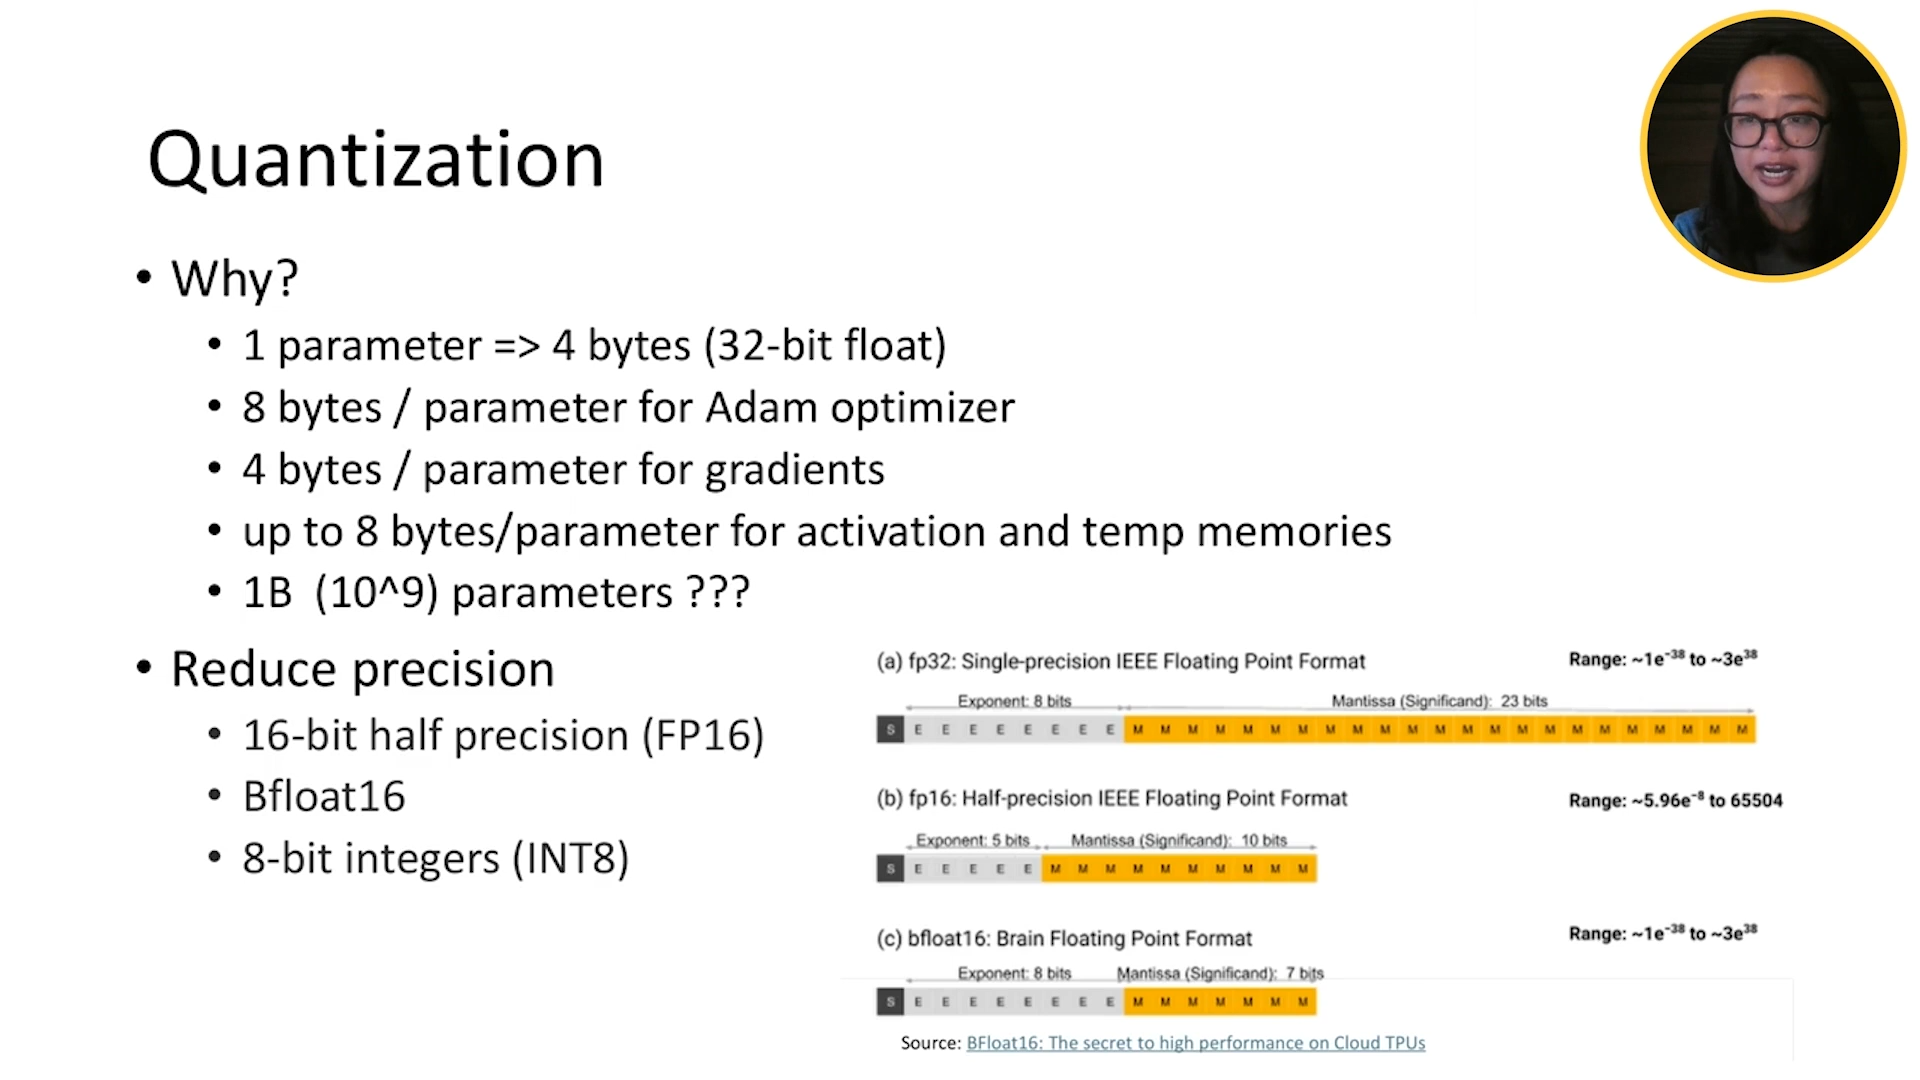 Quantization
• Why?
• 1 parameter => 4 bytes (32-bit float)
• 8 bytes / parameter for Adam optimizer
• 4 bytes / parameter for gradients
• up to 8 bytes/parameter for activation and temp memories
• 1B (10^9) parameters ???
• Reduce precision
• 16-bit half precision (FP16)
• Bfloat16
• 8-bit integers (INT8)
(a) fp32: Single-precision IEEE Floating Point Format Range: ~1e⁻³⁸ to ~3e³⁸
Exponent: 8 bits Mantissa (Significand): 23 bits
S E E E E E E E E M M M M M M M M M M M M M M M M M M M M M M M
(b) fp16: Half-precision IEEE Floating Point Format Range: ~5.96e⁻⁸ to 65504
Exponent: 5 bits Mantissa (Significand): 10 bits
S E E E E E M M M M M M M M M M
(c) bfloat16: Brain Floating Point Format Range: ~1e⁻³⁸ to ~3e³⁸
Exponent: 8 bits Mantissa (Significand): 7 bits
S E E E E E E E E M M M M M M M
Source: BFloat16: The secret to high performance on Cloud TPUs